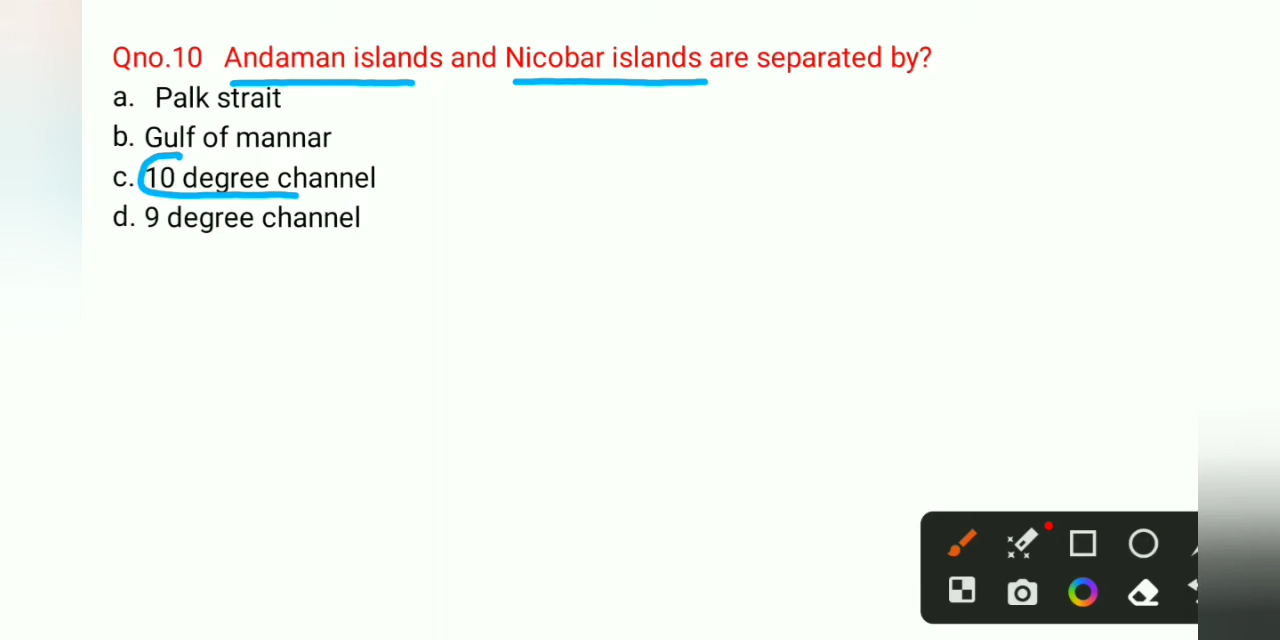 Qno.10 Andaman islands and Nicobar islands are separated by?
a. Palk strait
b. Gulf of mannar
c. 10 degree channel
d. 9 degree channel